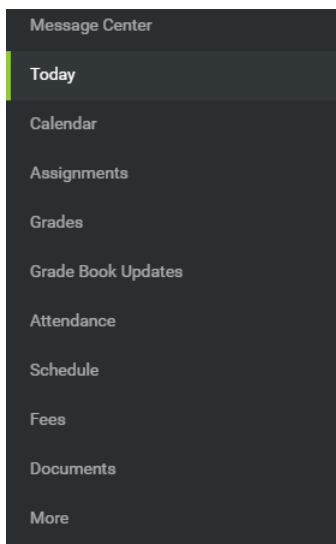 Message Center
Today
Calendar
Assignments
Grades
Grade Book Updates
Attendance
Schedule
Fees
Documents
More